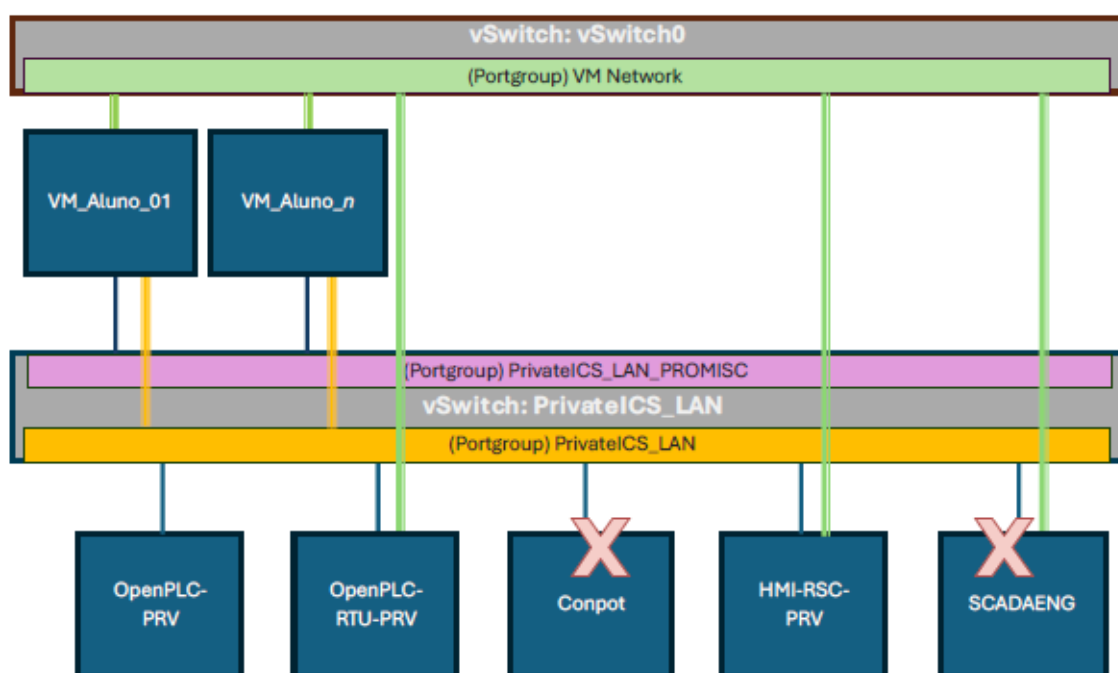 vSwitch: vSwitch0
(Portgroup) VM Network
VM_Aluno_01
VM_Aluno_n
(Portgroup) PrivateICS_LAN_PROMISC
vSwitch: PrivateICS_LAN
(Portgroup) PrivateICS_LAN
OpenPLC-
PRV
OpenPLC-
RTU-PRV
Conpot
HMI-RSC-
PRV
SCADAENG